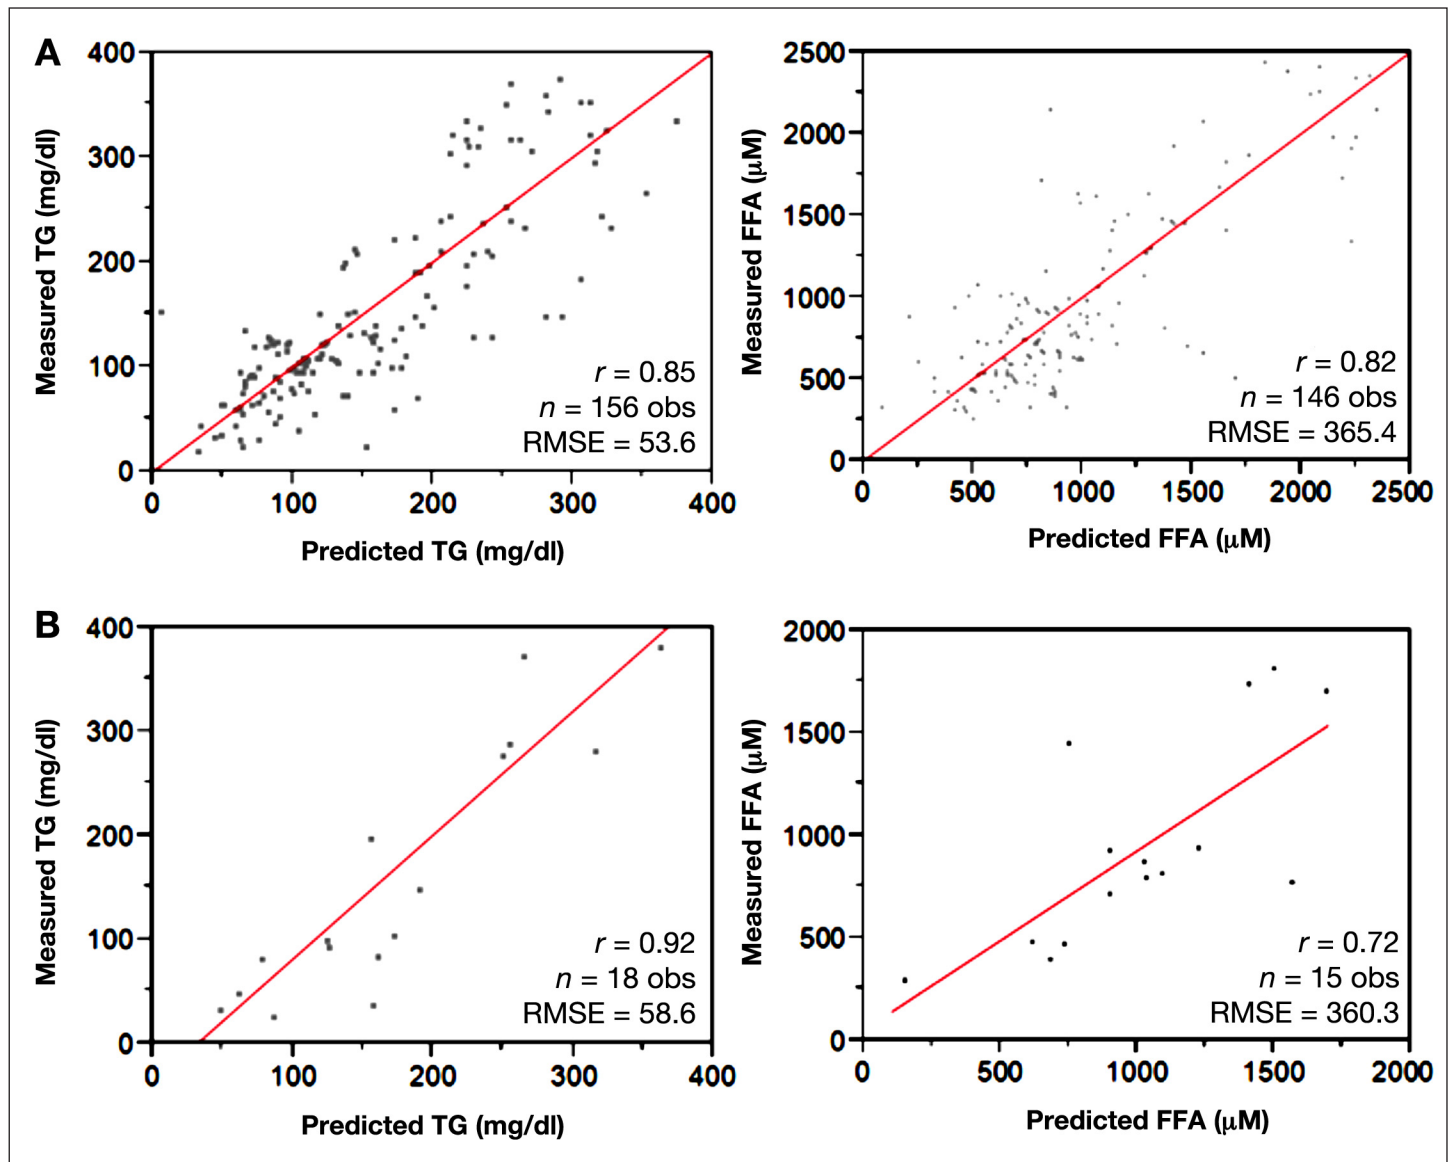 A
400
300
200
100
0
Measured TG (mg/dl)
r = 0.85
n = 156 obs
RMSE = 53.6
0 100 200 300 400
Predicted TG (mg/dl)
2500
2000
1500
1000
500
0
Measured FFA (µM)
r = 0.82
n = 146 obs
RMSE = 365.4
0 500 1000 1500 2000 2500
Predicted FFA (µM)
B
400
300
200
100
0
Measured TG (mg/dl)
r = 0.92
n = 18 obs
RMSE = 58.6
0 100 200 300 400
Predicted TG (mg/dl)
2000
1500
1000
500
0
Measured FFA (µM)
r = 0.72
n = 15 obs
RMSE = 360.3
0 500 1000 1500 2000
Predicted FFA (µM)